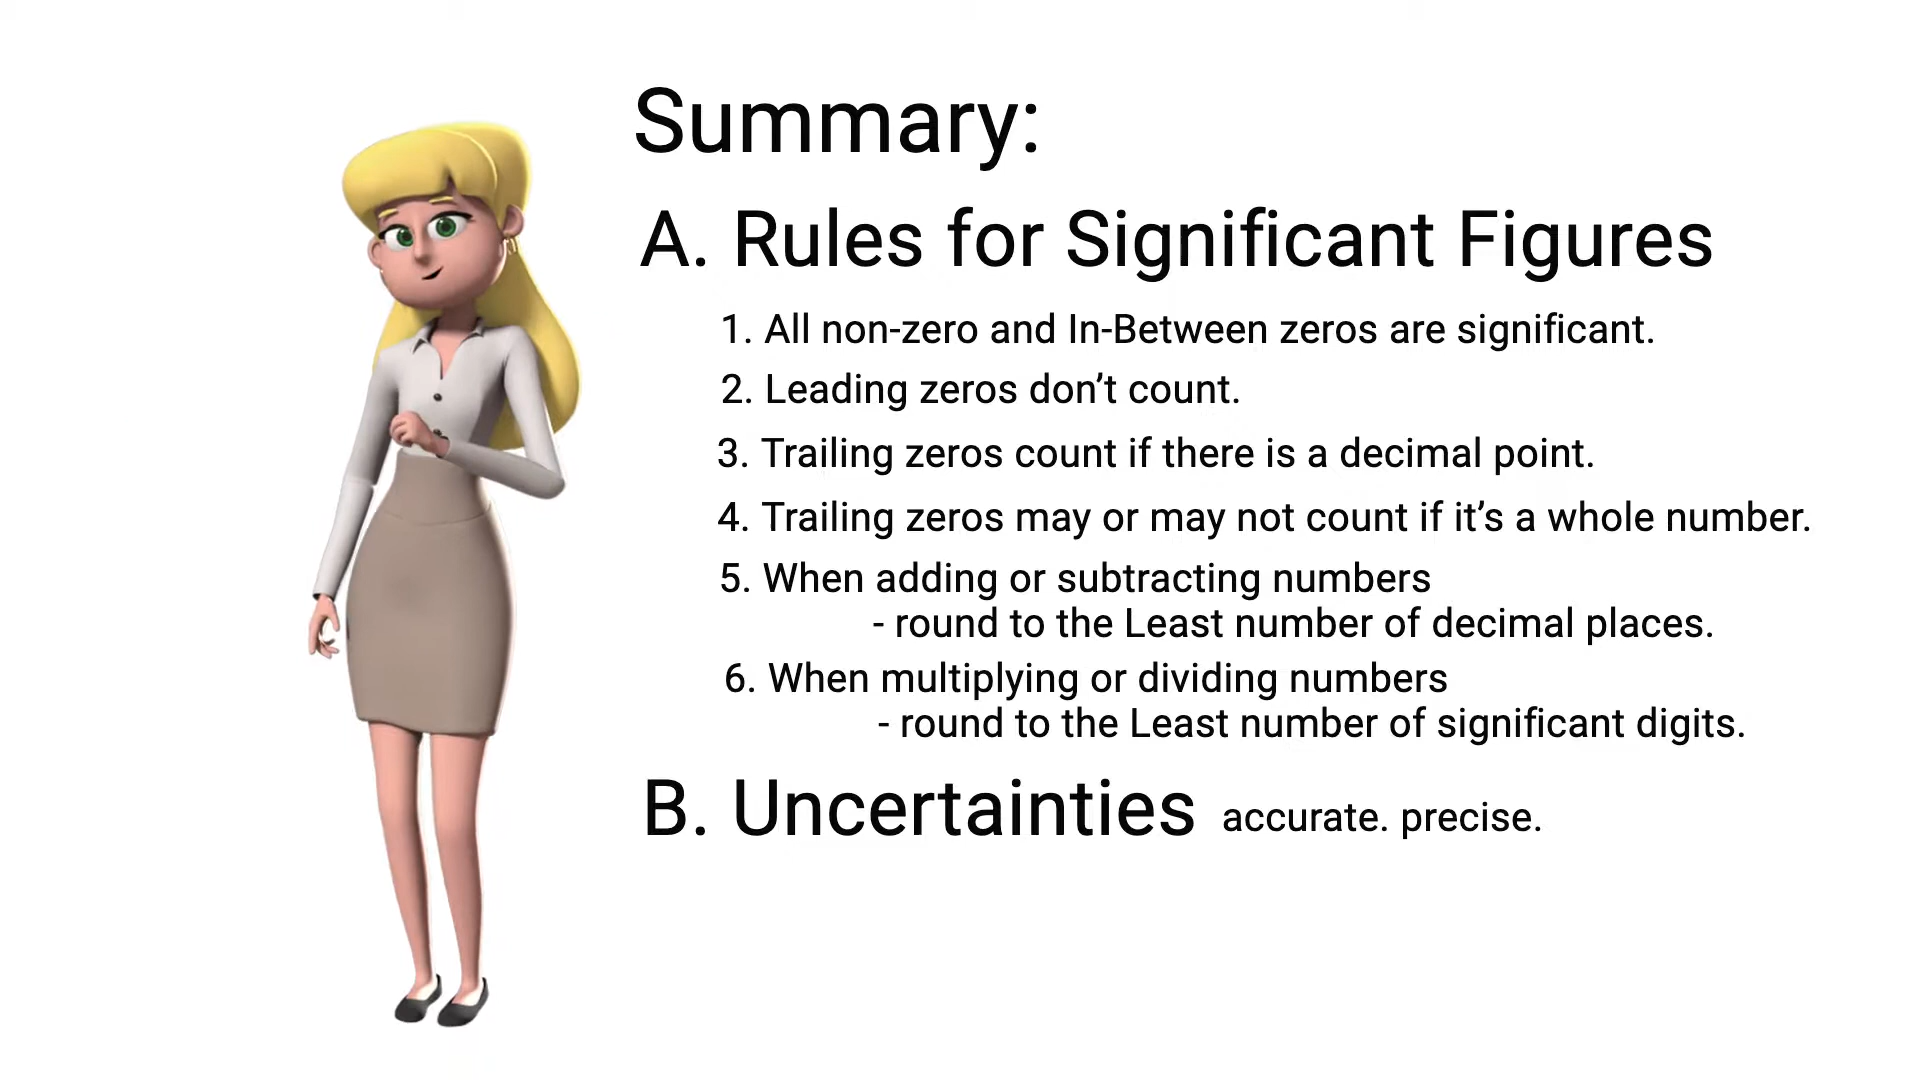 Summary:
A. Rules for Significant Figures
1. All non-zero and In-Between zeros are significant.
2. Leading zeros don’t count.
3. Trailing zeros count if there is a decimal point.
4. Trailing zeros may or may not count if it’s a whole number.
5. When adding or subtracting numbers
- round to the Least number of decimal places.
6. When multiplying or dividing numbers
- round to the Least number of significant digits.
B. Uncertainties accurate. precise.